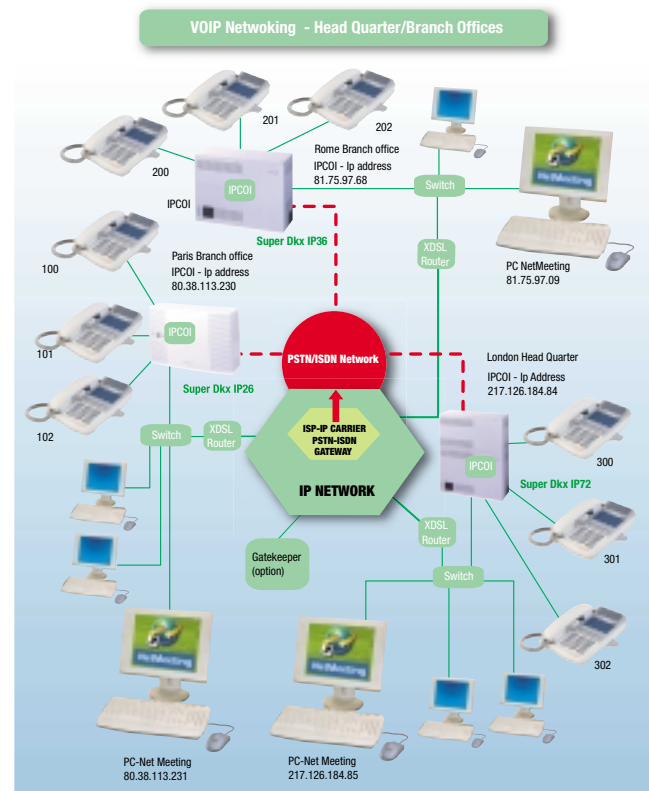 VOIP Netwoking - Head Quarter/Branch Offices
201
202
200
Rome Branch office
IPCOI - Ip address
81.75.97.68
IPCOI
IPCOI
Switch
NetMeeting
Super Dkx IP36
XDSL
Router
PC NetMeeting
81.75.97.09
Paris Branch office
IPCOI - Ip address
80.38.113.230
100
IPCOI
101
PSTN/ISDN Network
London Head Quarter
IPCOI - Ip Address
217.126.184.84
Super Dkx IP26
102
Switch
XDSL
Router
ISP-IP CARRIER
PSTN-ISDN
GATEWAY
IP NETWORK
IPCOI
300
Super Dkx IP72
XDSL
Router
301
Gatekeeper
(option)
Switch
302
NetMeeting
NetMeeting
PC-Net Meeting
80.38.113.231
PC-Net Meeting
217.126.184.85